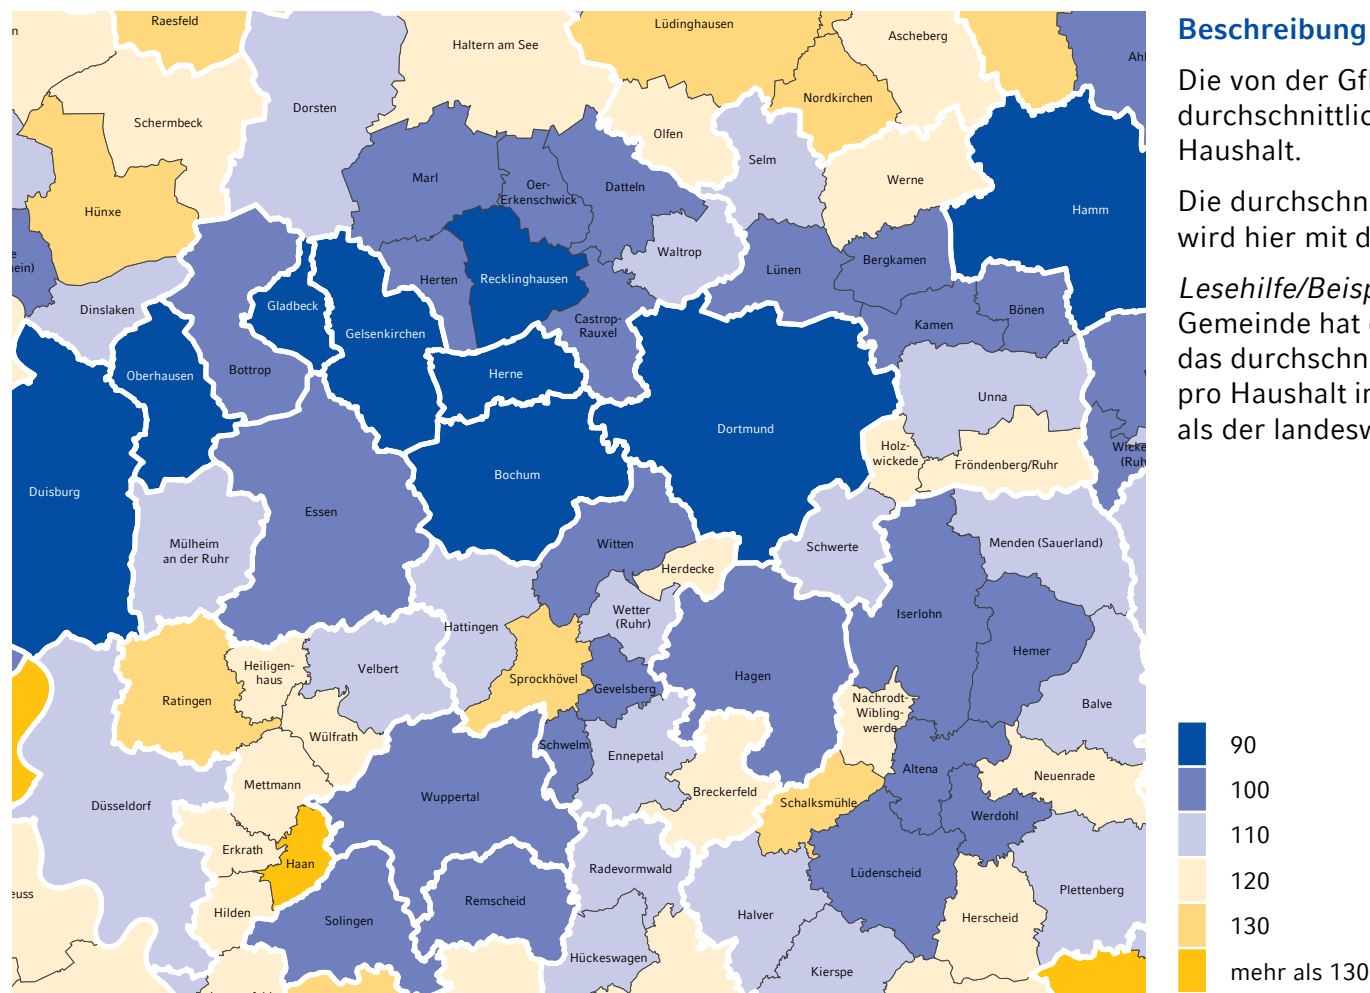 Raesfeld
Lüdinghausen
Ascheberg
Haltern am See
Nordkirchen
Dorsten
Schermbeck
Olfen
Selm
Werne
Marl
Oer-
Erkenschwick
Datteln
Hünxe
Hamm
Waltrop
Lünen
Bergkamen
Dinslaken
Gladbeck
Herten
Recklinghausen
Castrop-
Rauxel
Kamen
Bönen
Gelsenkirchen
Oberhausen
Bottrop
Herne
Unna
Dortmund
Holz-
wickede
Fröndenberg/Ruhr
Duisburg
Bochum
Essen
Mülheim
an der Ruhr
Witten
Schwerte
Menden (Sauerland)
Herdecke
Hattingen
Wetter
(Ruhr)
Iserlohn
Hemer
Heiligen-
haus
Velbert
Ratingen
Sprockhövel
Gevelsberg
Hagen
Nachrodt-
Wibling-
werde
Balve
Wülfrath
Schwelm
Ennepetal
Mettmann
Düsseldorf
Wuppertal
Breckerfeld
Schalksmühle
Altena
Neuenrade
Werdohl
Erkrath
Haan
Radevormwald
Lüdenscheid
Plettenberg
Hilden
Solingen
Remscheid
Halver
Herscheid
Hückeswagen
Kierspe
Beschreibung
Die von der Gf
durchschnittlic
Haushalt.
Die durchschn
wird hier mit d
Lesehilfe/Beisp
Gemeinde hat
das durchschn
pro Haushalt i
als der landesw
90
100
110
120
130
mehr als 130